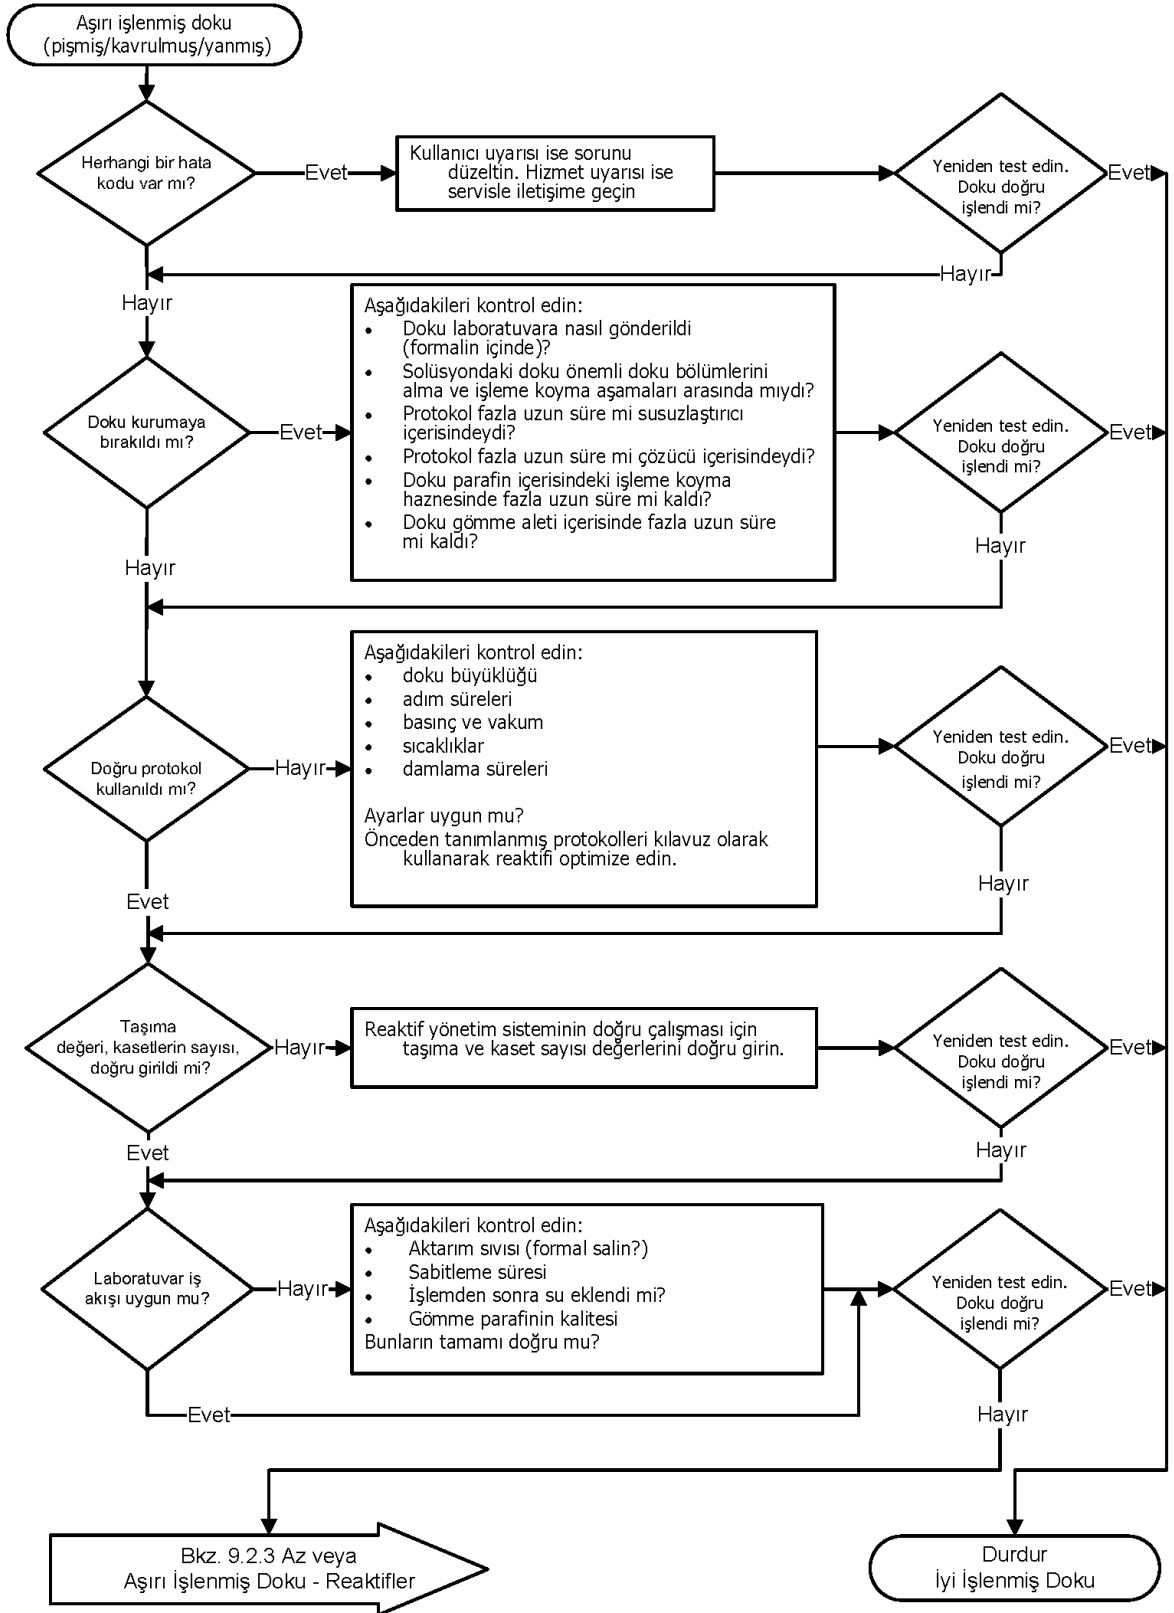 Aşırı işlenmiş doku
(pişmiş/kavrulmuş/yanmış)
Herhangi bir hata
kodu var mı?
Evet
Kullanıcı uyarısı ise sorunu
düzeltin. Hizmet uyarısı ise
servisle iletişime geçin
Yeniden test edin.
Doku doğru
işlendi mi?
Evet
Hayır
Hayır
Doku kurumaya
bırakıldı mı?
Evet
Aşağıdakileri kontrol edin:
• Doku laboratuvara nasıl gönderildi
(formalin içinde)?
• Solüsyondaki doku önemli doku bölümlerini
alma ve işleme koyma aşamaları arasında mıydı?
• Protokol fazla uzun süre mi susuzlaştırıcı
içerisindeydi?
• Protokol fazla uzun süre mi çözücü içerisindeydi?
• Doku parafin içerisindeki işleme koyma
haznesinde fazla uzun süre mi kaldı?
• Doku gömme aleti içerisinde fazla uzun süre
mi kaldı?
Yeniden test edin.
Doku doğru
işlendi mi?
Evet
Hayır
Hayır
Doğru protokol
kullanıldı mı?
Hayır
Aşağıdakileri kontrol edin:
• doku büyüklüğü
• adım süreleri
• basınç ve vakum
• sıcaklıklar
• damlama süreleri
Ayarlar uygun mu?
Önceden tanımlanmış protokolleri kılavuz olarak
kullanarak reaktifi optimize edin.
Yeniden test edin.
Doku doğru
işlendi mi?
Evet
Hayır
Evet
Taşıma
değeri, kasetlerin sayısı,
doğru girildi mi?
Hayır
Reaktif yönetim sisteminin doğru çalışması için
taşıma ve kaset sayısı değerlerini doğru girin.
Yeniden test edin.
Doku doğru
işlendi mi?
Evet
Hayır
Evet
Laboratuvar iş
akışı uygun mu?
Hayır
Aşağıdakileri kontrol edin:
• Aktarım sıvısı (formal salin?)
• Sabitleme süresi
• İşlemden sonra su eklendi mi?
• Gömme parafinin kalitesi
Bunların tamamı doğru mu?
Yeniden test edin.
Doku doğru
işlendi mi?
Evet
Evet
Hayır
Bkz. 9.2.3 Az veya
Aşırı İşlenmiş Doku - Reaktifler
Durdur
İyi İşlenmiş Doku